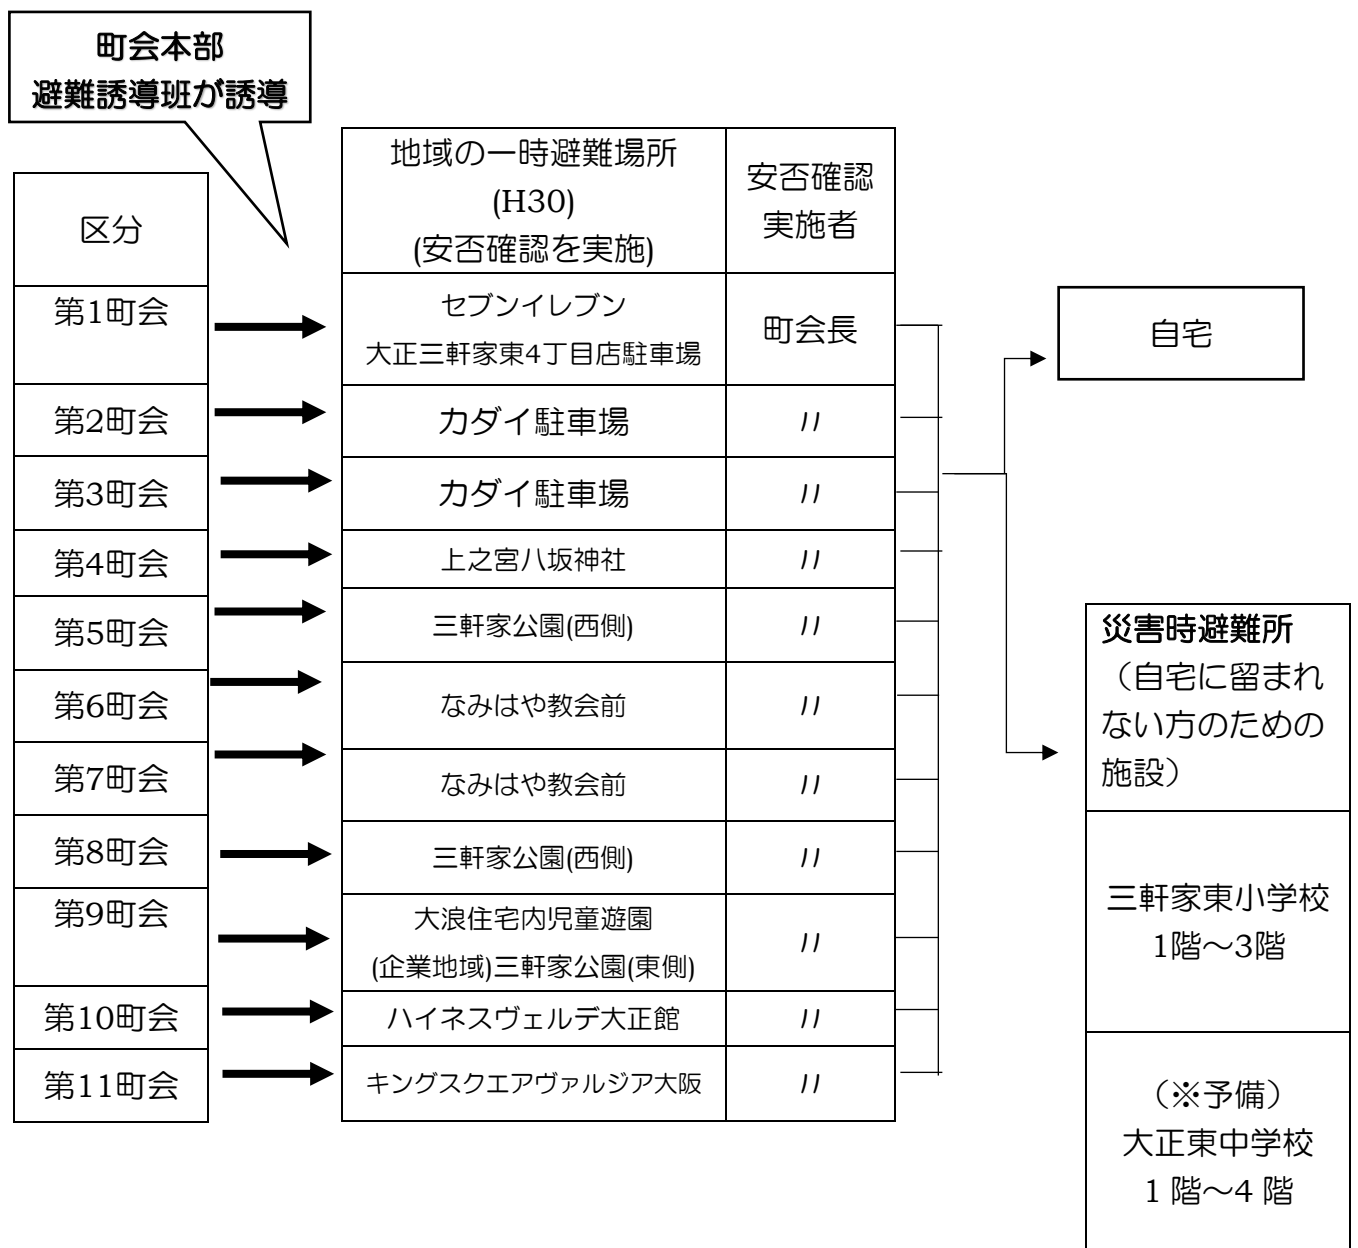 町会本部
避難誘導班が誘導
区分
地域の一時避難場所
(H30)
(安否確認を実施)
安否確認
実施者
第1町会
セブンイレブン
大正三軒家東4丁目店駐車場
町会長
第2町会
カダイ駐車場
〃
第3町会
カダイ駐車場
〃
第4町会
上之宮八坂神社
〃
第5町会
三軒家公園(西側)
〃
第6町会
なみはや教会前
〃
第7町会
なみはや教会前
〃
第8町会
三軒家公園(西側)
〃
第9町会
大浪住宅内児童遊園
(企業地域)三軒家公園(東側)
〃
第10町会
ハイネスヴェルデ大正館
〃
第11町会
キングスクエアヴァルジア大阪
〃
自宅
災害時避難所
（自宅に留まれ
ない方のための
施設）
三軒家東小学校
1階～3階
（※予備）
大正東中学校
1 階～4 階